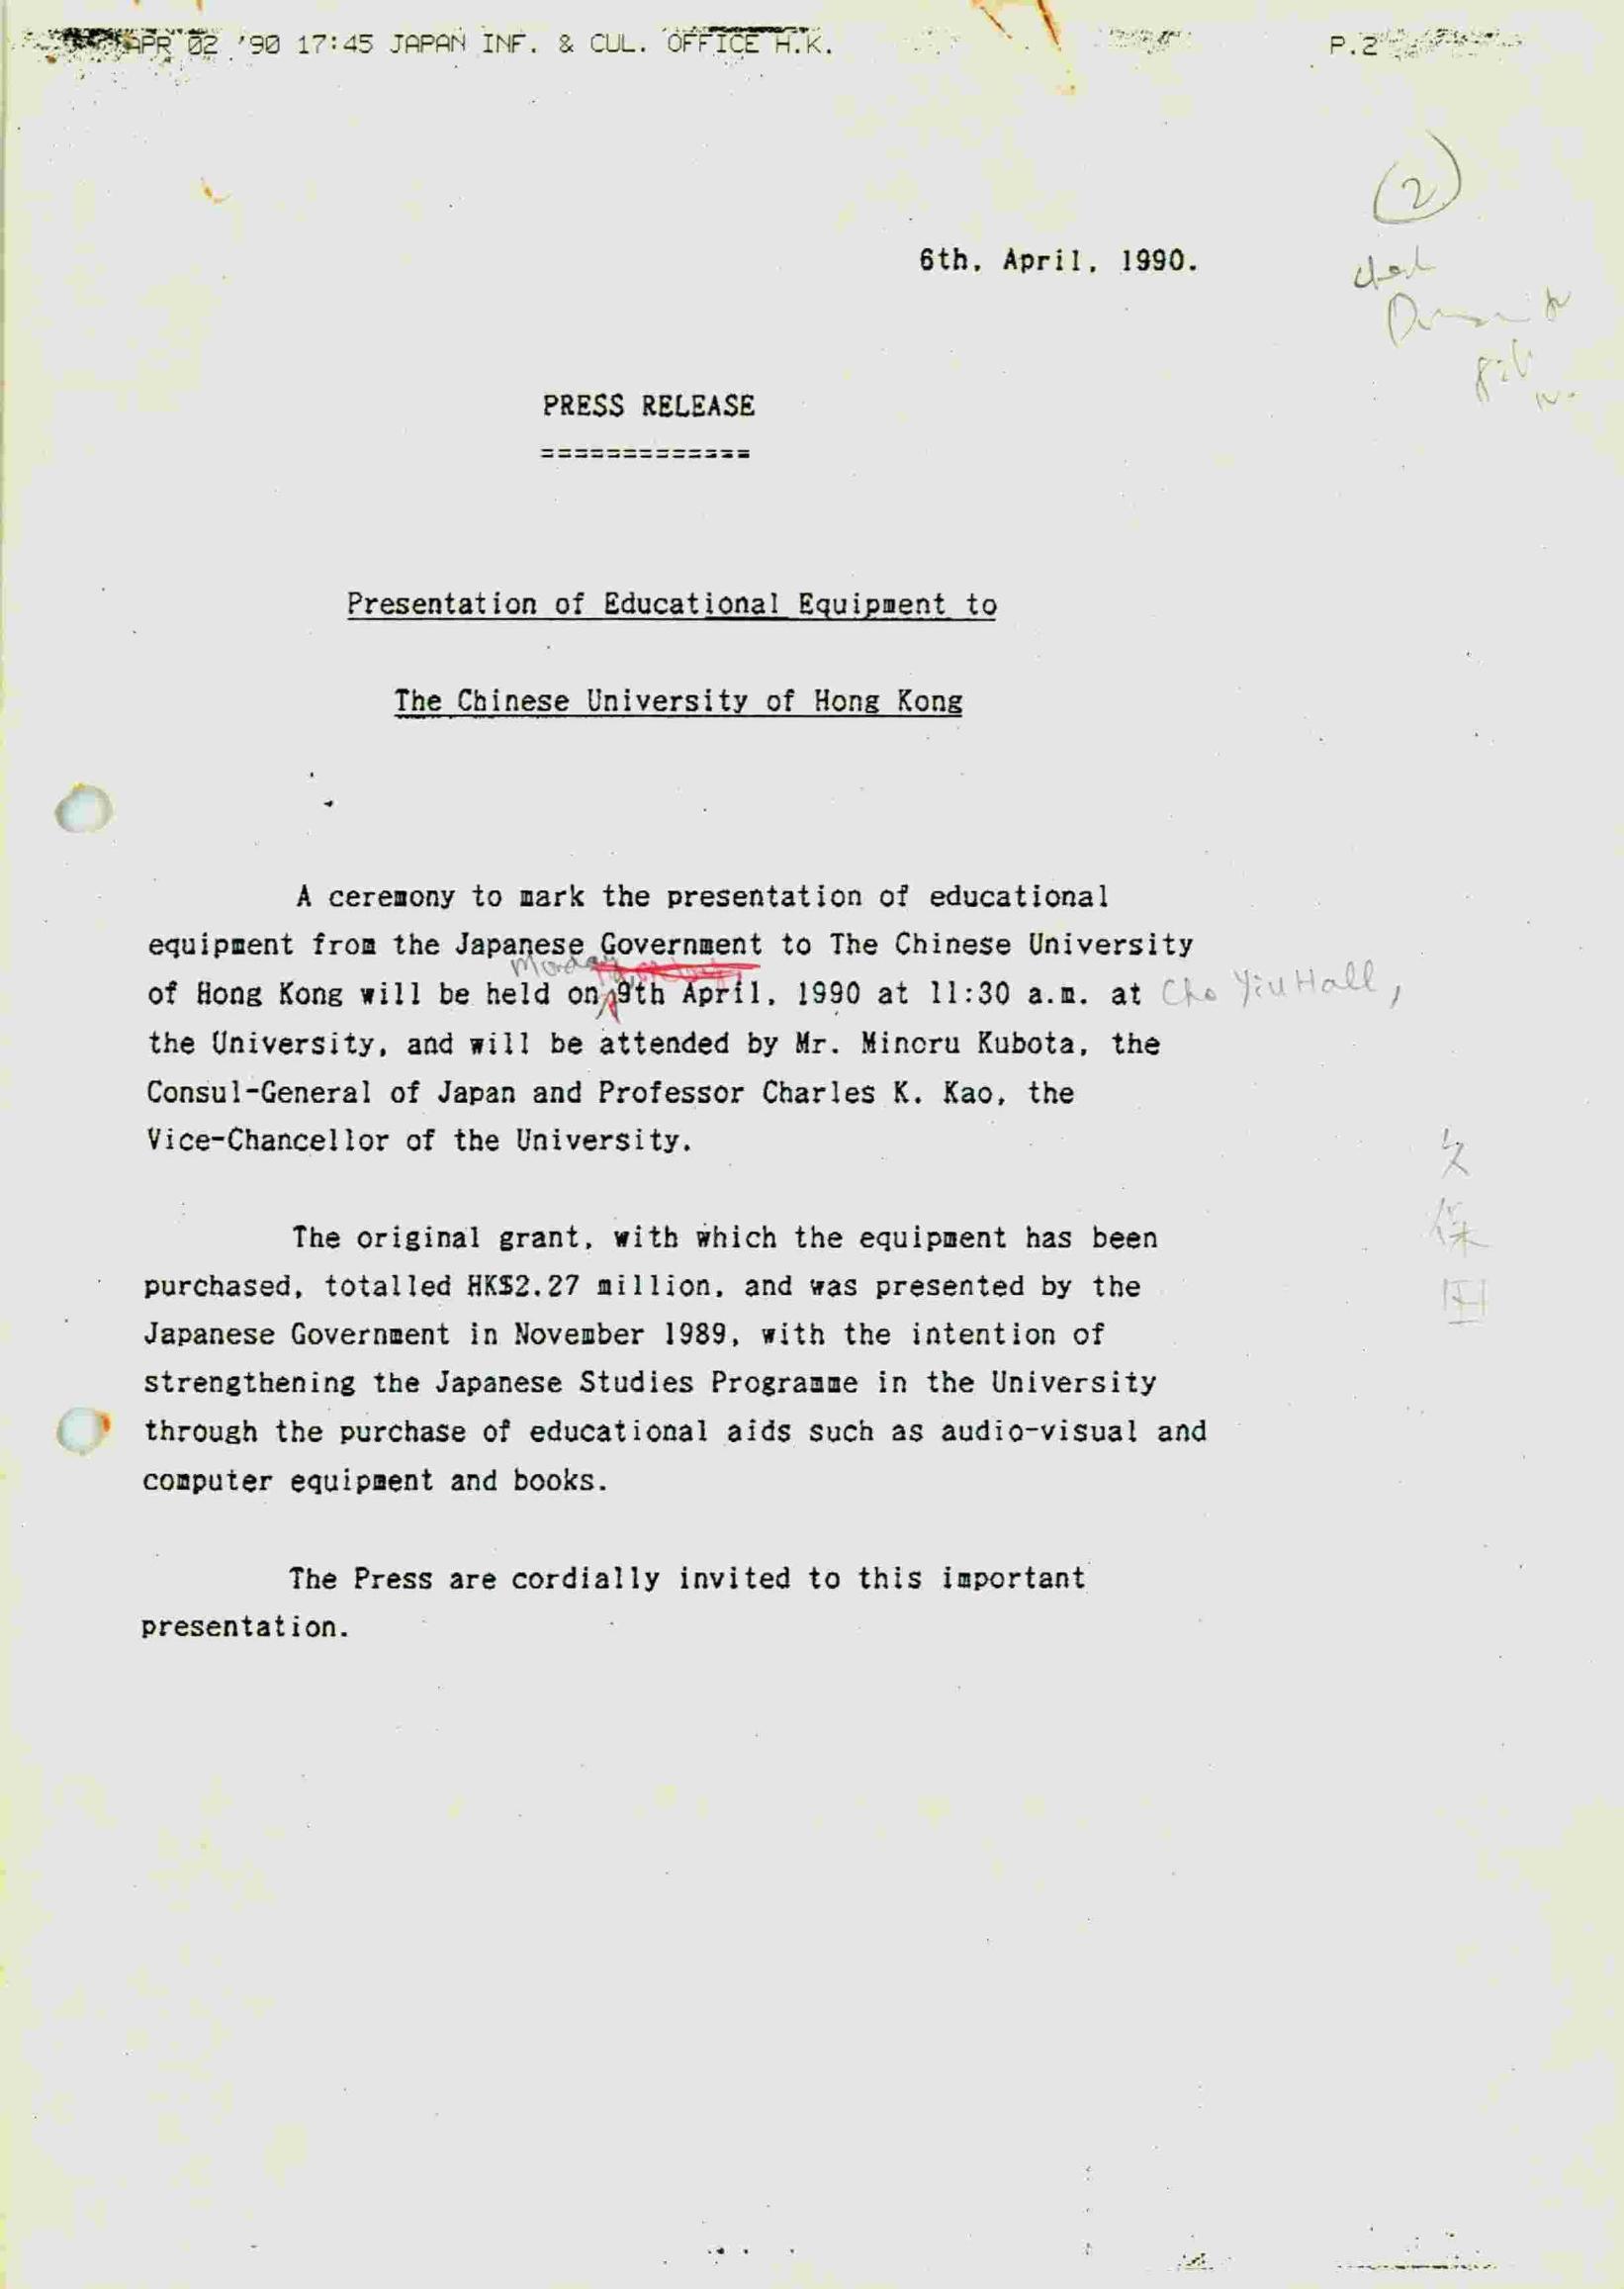 APR 02 '90 17:45 JAPAN INF. & CUL. OFFICE H.K. P.2
2
6th, April, 1990.
PRESS RELEASE
=============
Presentation of Educational Equipment to
The Chinese University of Hong Kong
A ceremony to mark the presentation of educational
equipment from the Japanese Government to The Chinese University
Monday
of Hong Kong will be held on 9th April, 1990 at 11:30 a.m. at Cho Yiu Hall,
the University, and will be attended by Mr. Minoru Kubota, the
Consul-General of Japan and Professor Charles K. Kao, the
Vice-Chancellor of the University.
久
保
田
The original grant, with which the equipment has been
purchased, totalled HK$2.27 million, and was presented by the
Japanese Government in November 1989, with the intention of
strengthening the Japanese Studies Programme in the University
through the purchase of educational aids such as audio-visual and
computer equipment and books.
The Press are cordially invited to this important
presentation.